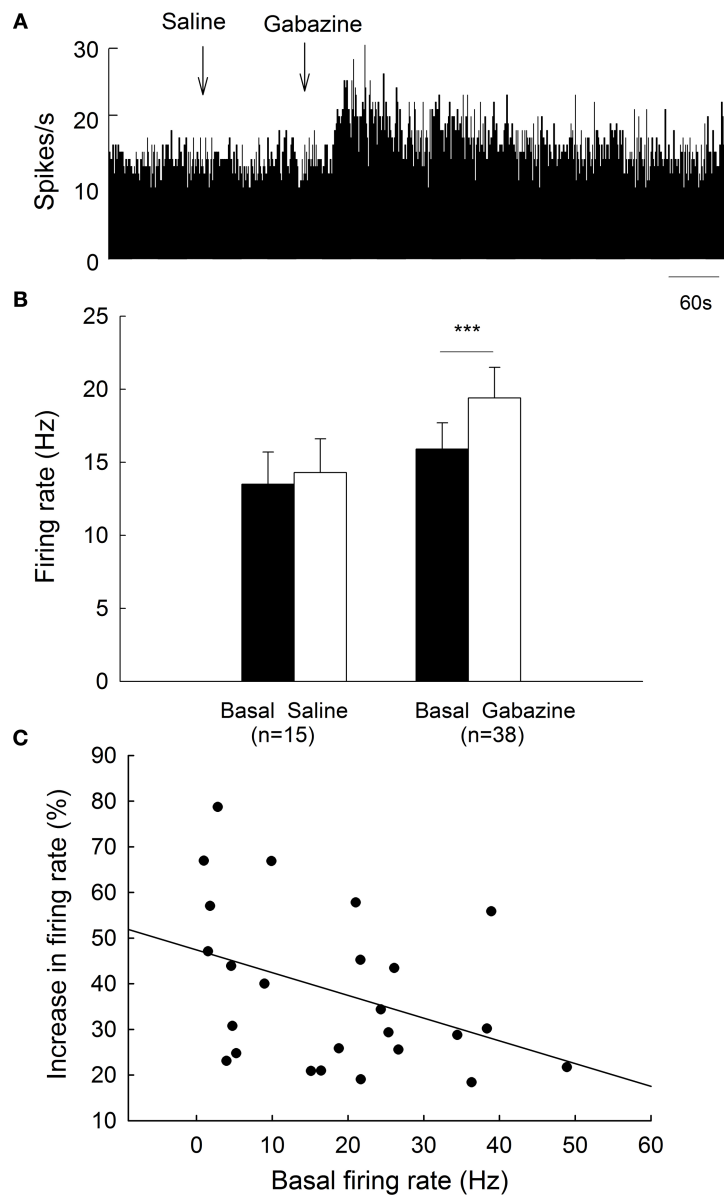 A
Saline Gabazine
30
20
10
0
Spikes/s
60s
B
25
20
15
10
5
0
Firing rate (Hz)
***
Basal Saline
(n=15)
Basal Gabazine
(n=38)
C
90
80
70
60
50
40
30
20
10
Increase in firing rate (%)
0 10 20 30 40 50 60
Basal firing rate (Hz)